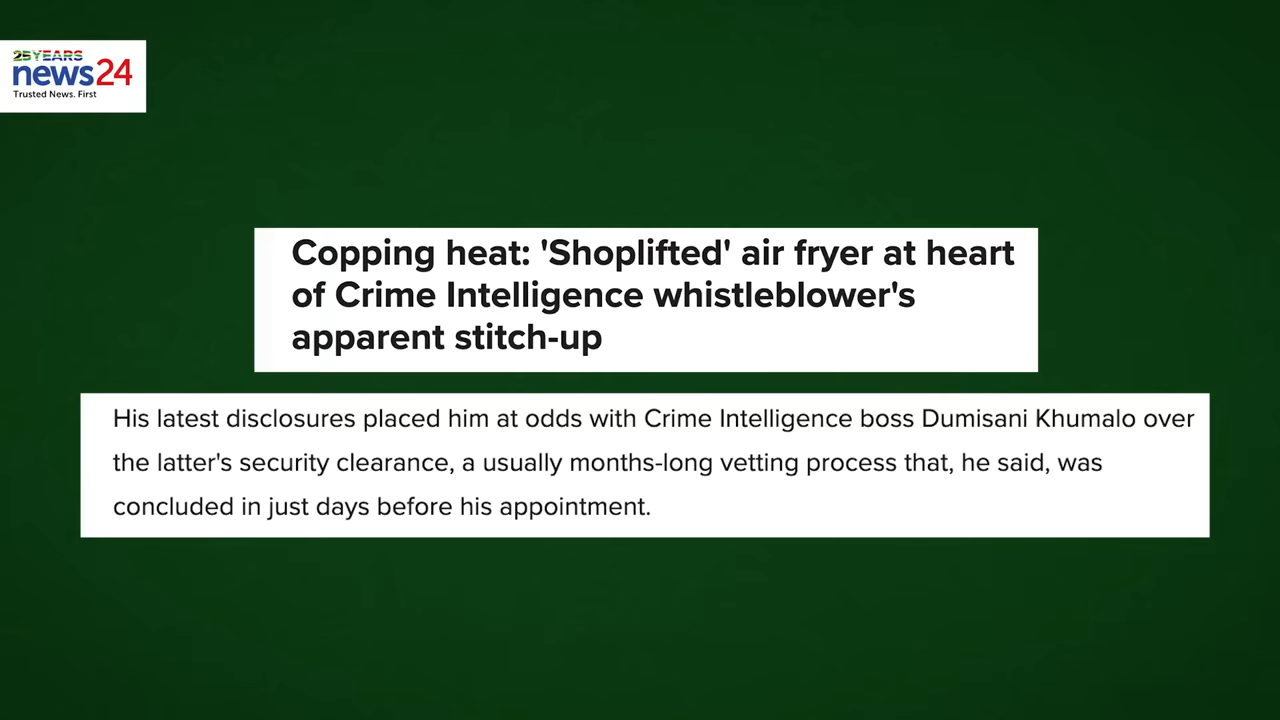 25YEARS
news24
Trusted News. First
Copping heat: 'Shoplifted' air fryer at heart
of Crime Intelligence whistleblower's
apparent stitch-up
His latest disclosures placed him at odds with Crime Intelligence boss Dumisani Khumalo over
the latter's security clearance, a usually months-long vetting process that, he said, was
concluded in just days before his appointment.